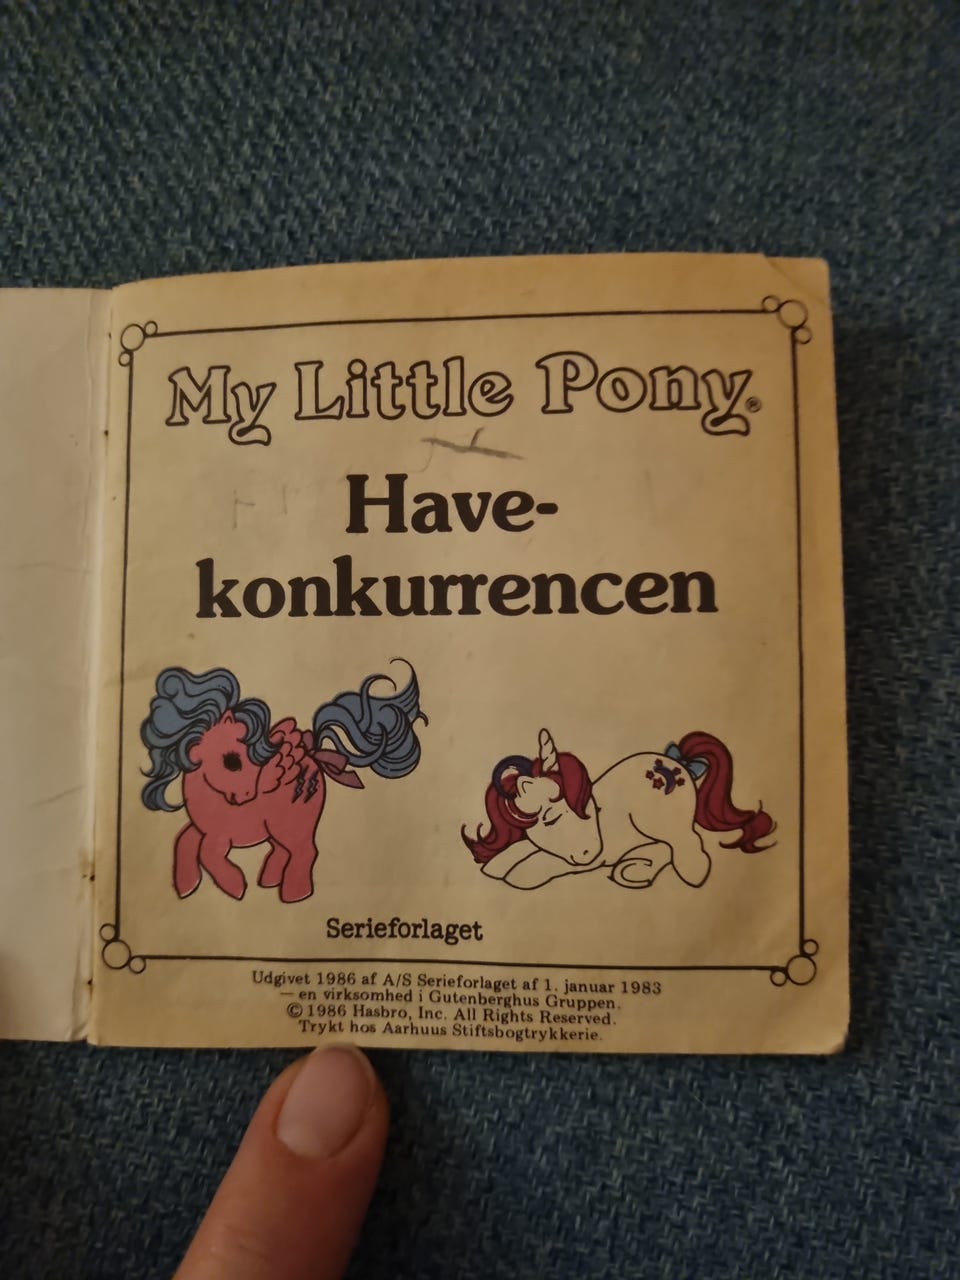 My Little Pony®
Have-
konkurrencen
Serieforlaget
Udgivet 1986 af A/S Serieforlaget af 1. januar 1983
— en virksomhed i Gutenberghus Gruppen.
© 1986 Hasbro, Inc. All Rights Reserved.
Trykt hos Aarhuus Stiftsbogtrykkerie.